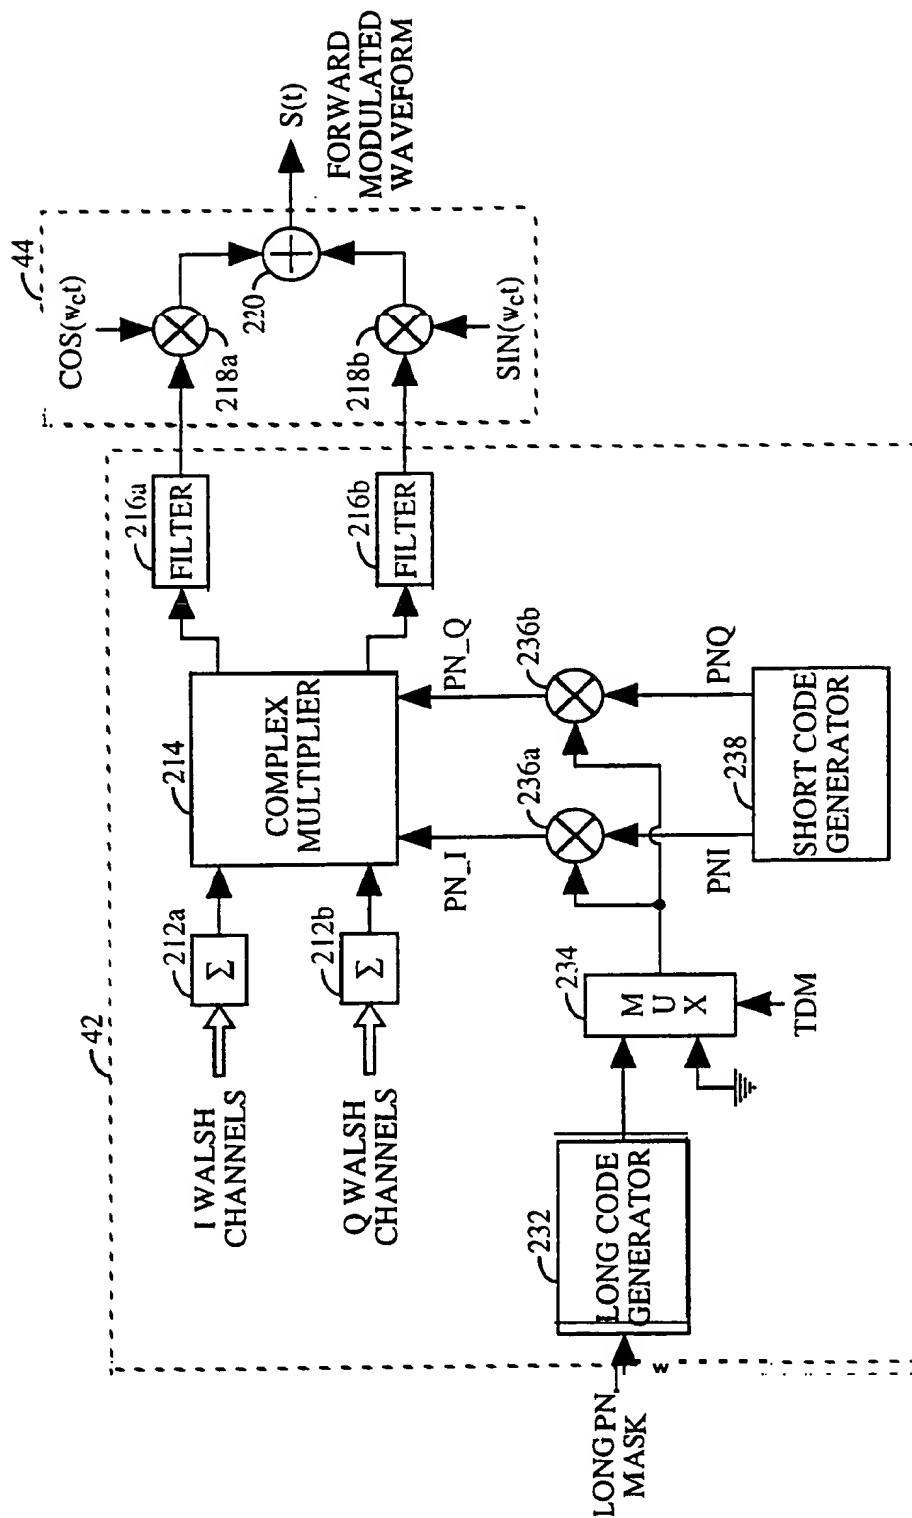 42
44
I WALSH
CHANNELS
212a
Σ
Q WALSH
CHANNELS
212b
Σ
214
COMPLEX
MULTIPLIER
216a
FILTER
216b
FILTER
COS(wct)
218a
218b
SIN(wct)
220
S(t)
FORWARD
MODULATED
WAVEFORM
PN_I
PN_Q
236a
236b
LONG PN
MASK
w
232
LONG CODE
GENERATOR
234
M
U
X
TDM
PNI
PNQ
238
SHORT CODE
GENERATOR